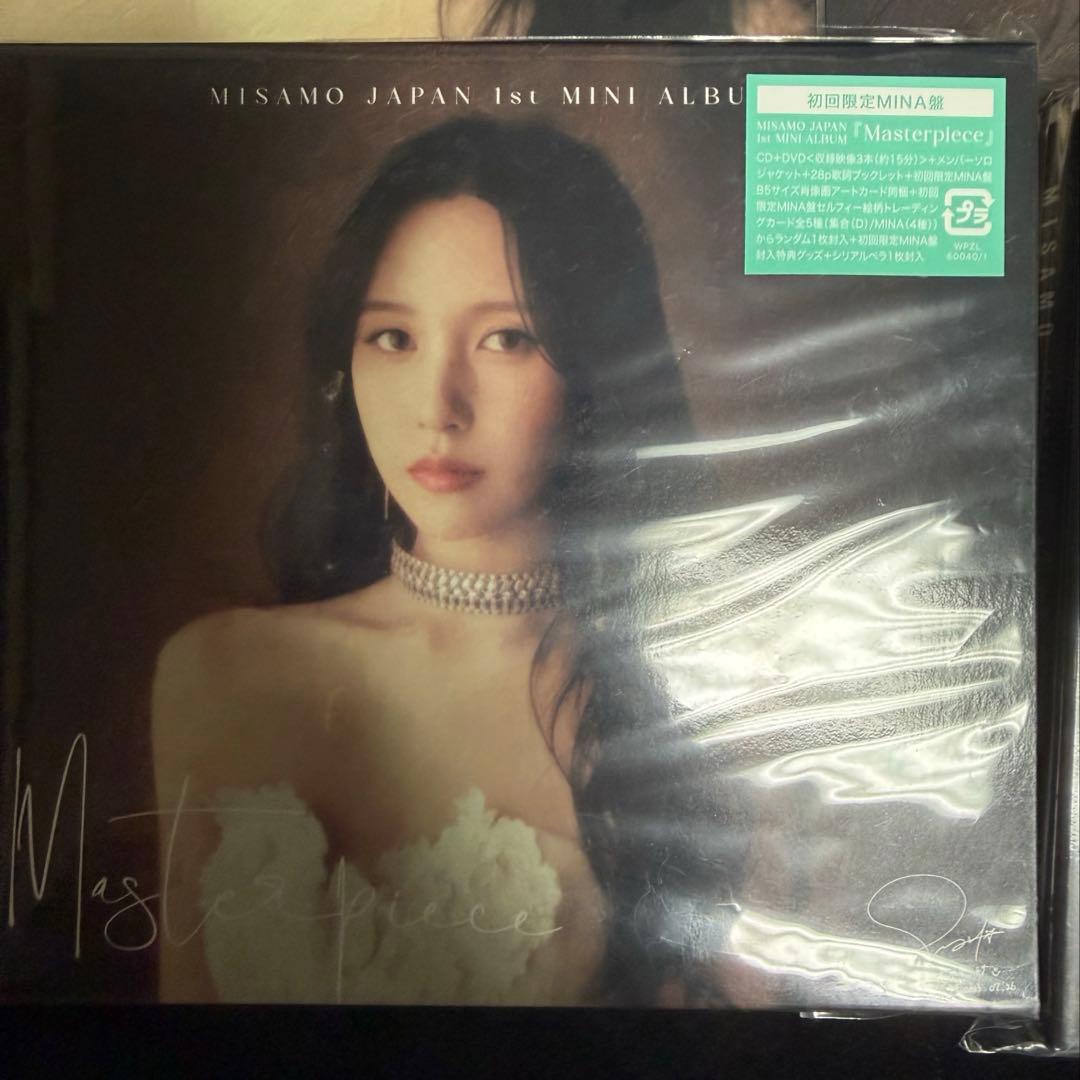 MISAMO JAPAN 1st MINI ALBU
初回限定MINA盤
MISAMO JAPAN
1st MINI ALBUM『Masterpiece』
CD+DVD<収録映像3本(約15分)>+メンバーソロ
ジャケット+28p歌詞ブックレット+初回限定MINA盤
B5サイズ肖像画アートカード同梱+初回
限定MINA盤セルフィー絵柄トレーディン
グカード全5種(集合(D)/MINA(4種))
からランダム1枚封入+初回限定MINA盤
封入特典グッズ+シリアルペラ1枚封入
プラ
WPZL
60040/1
MISAMO
Masterpiece